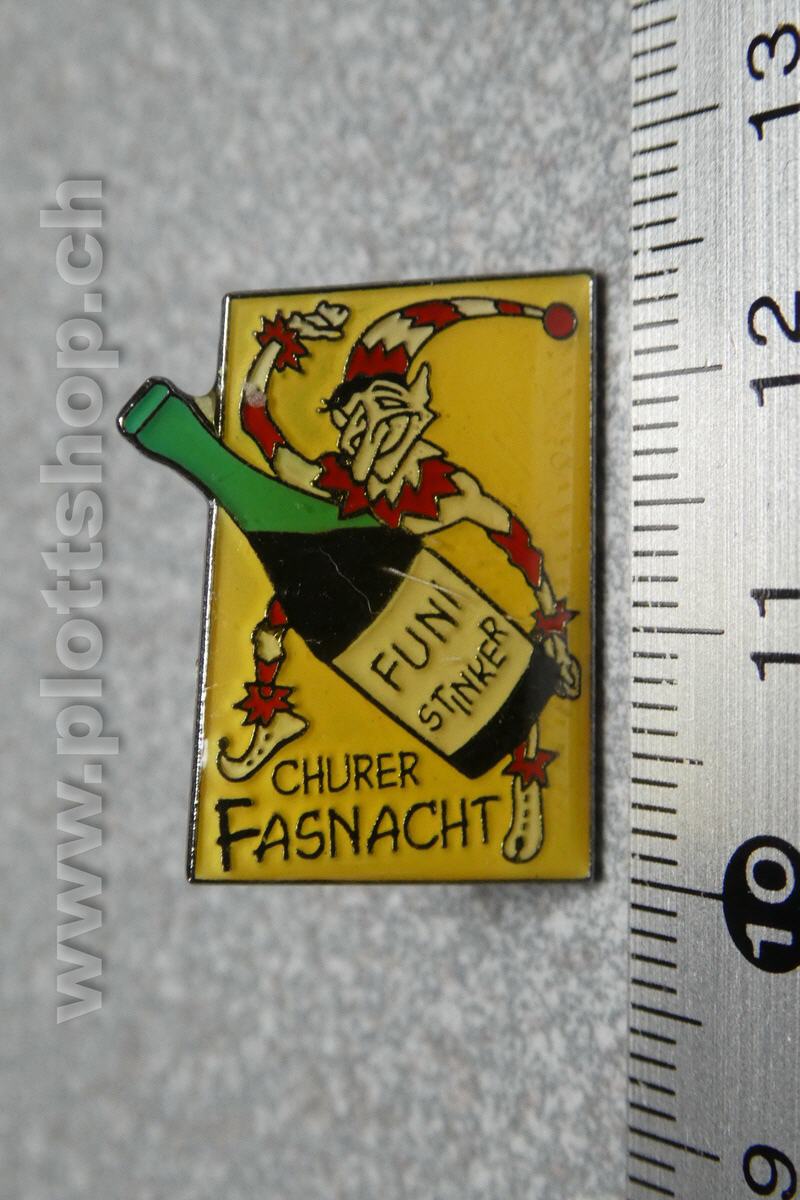 FUNI
STINKER
CHURER
FASNACHT
www.plottshop.ch
13
12
11
10
9